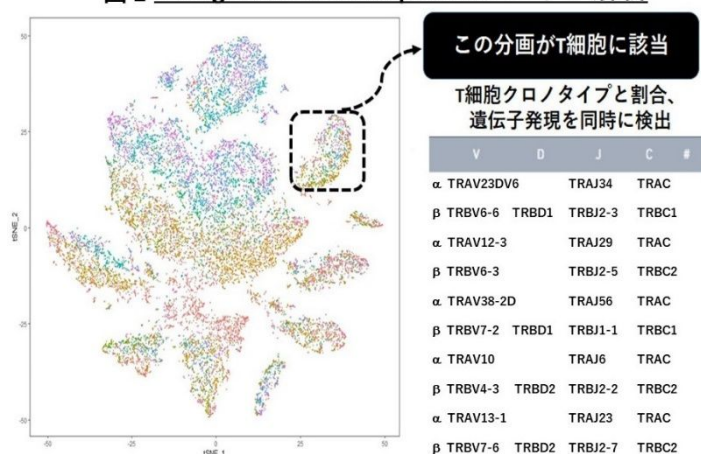 この分画がT細胞に該当
T細胞クロノタイプと割合、
遺伝子発現を同時に検出
V D J C #
α TRAV23DV6 TRAJ34 TRAC
β TRBV6-6 TRBD1 TRBJ2-3 TRBC1
α TRAV12-3 TRAJ29 TRAC
β TRBV6-3 TRBJ2-5 TRBC2
α TRAV38-2D TRAJ56 TRAC
β TRBV7-2 TRBD1 TRBJ1-1 TRBC1
α TRAV10 TRAJ6 TRAC
β TRBV4-3 TRBD2 TRBJ2-2 TRBC2
α TRAV13-1 TRAJ23 TRAC
β TRBV7-6 TRBD2 TRBJ2-7 TRBC2
50
25
0
-25
-50
tSNE_2
-50 -25 0 25 50
tSNE_1